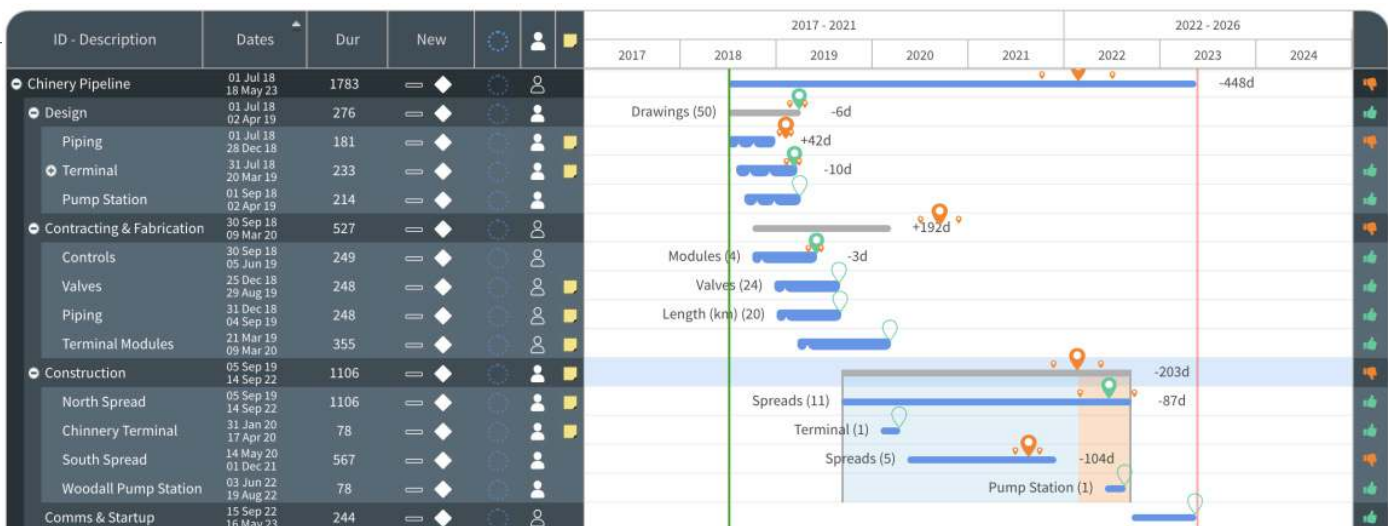 2017 - 2021 2022 - 2026
ID - Description Dates Dur New
2017 2018 2019 2020 2021 2022 2023 2024
Chinery Pipeline 01 Jul 18 18 May 23 1783 -448d
Design 01 Jul 18 02 Apr 19 276 Drawings (50) -6d
Piping 01 Jul 18 28 Dec 18 181 +42d
Terminal 31 Jul 18 20 Mar 19 233 -10d
Pump Station 01 Sep 18 02 Apr 19 214
Contracting & Fabrication 30 Sep 18 09 Mar 20 527 +192d
Controls 30 Sep 18 05 Jun 19 249 Modules (4) -3d
Valves 25 Dec 18 29 Aug 19 248 Valves (24)
Piping 31 Dec 18 04 Sep 19 248 Length (km) (20)
Terminal Modules 21 Mar 19 09 Mar 20 355
Construction 05 Sep 19 14 Sep 22 1106 -203d
North Spread 05 Sep 19 14 Sep 22 1106 Spreads (11) -87d
Chinnery Terminal 31 Jan 20 17 Apr 20 78 Terminal (1)
South Spread 14 May 20 01 Dec 21 567 Spreads (5) -104d
Woodall Pump Station 03 Jun 22 19 Aug 22 78 Pump Station (1)
Comms & Startup 15 Sep 22 16 May 23 244